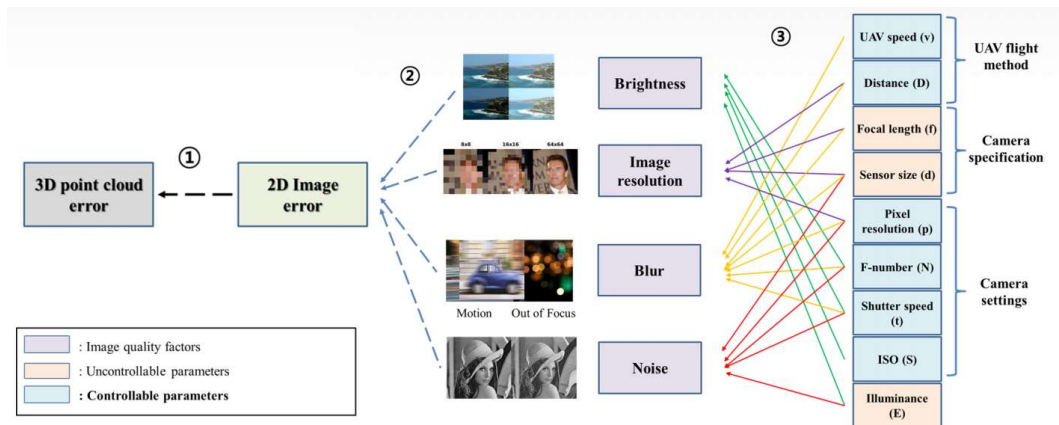 ①
②
③
3D point cloud
error
2D Image
error
8x8
16x16
64x64
Motion
Out of Focus
Brightness
Image
resolution
Blur
Noise
UAV speed (v)
Distance (D)
Focal length (f)
Sensor size (d)
Pixel
resolution (p)
F-number (N)
Shutter speed
(t)
ISO (S)
Illuminance
(E)
UAV flight
method
Camera
specification
Camera
settings
: Image quality factors
: Uncontrollable parameters
: Controllable parameters